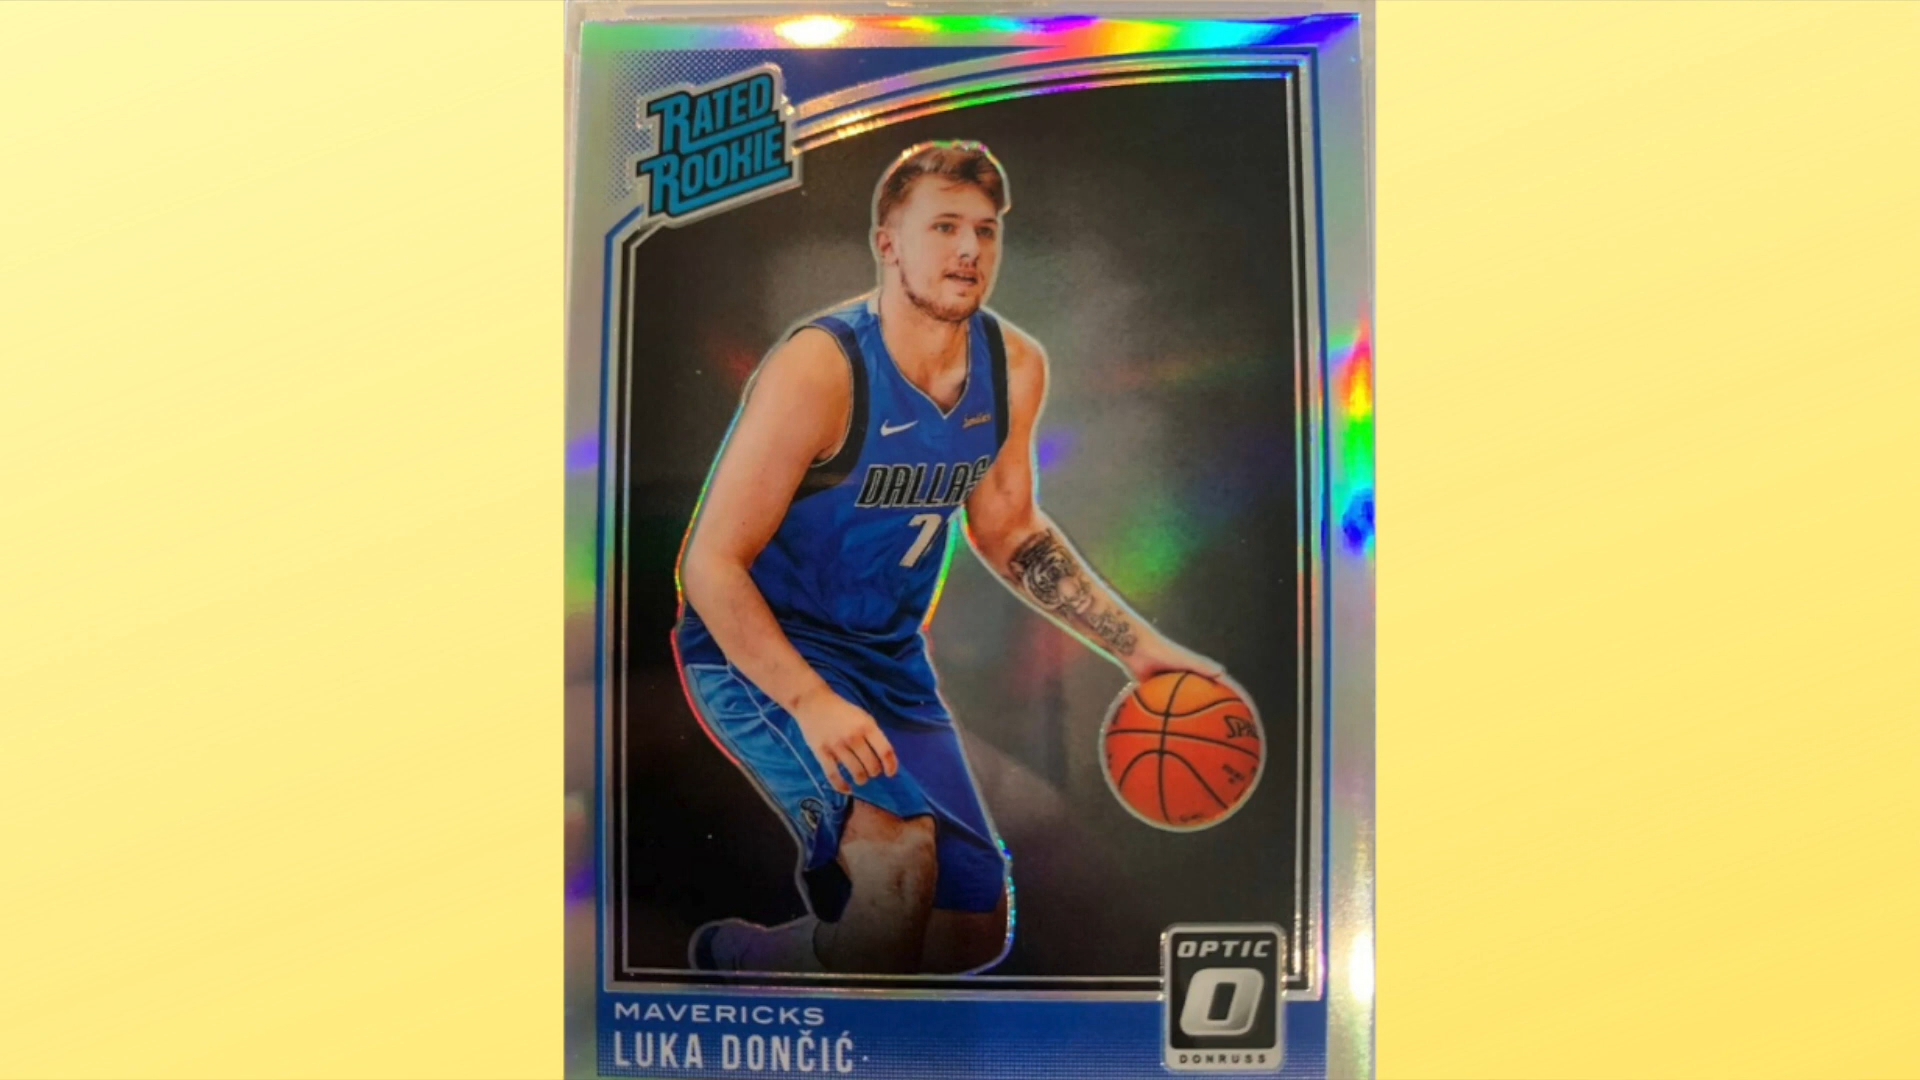 RATED
ROOKIE
DALLAS
7
OPTIC
O
DONRUSS
MAVERICKS
LUKA DONČIĆ